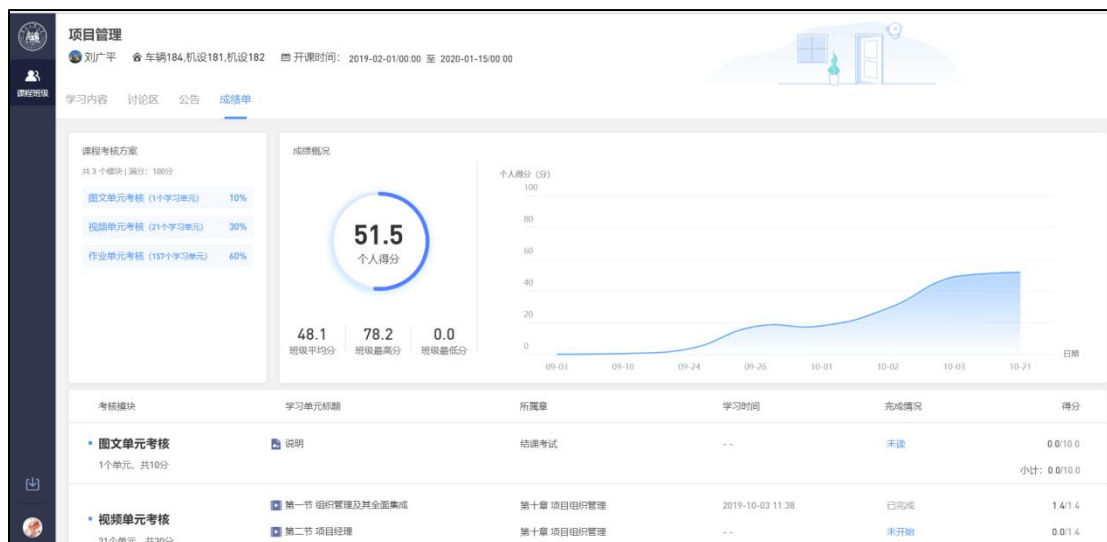 项目管理
刘广平 车辆184,机设181,机设182 开课时间: 2019-02-01/00:00 至 2020-01-15/00:00
课程班级
学习内容 讨论区 公告 成绩单
课程考核方案
共 3 个模块 | 满分: 100分
图文单元考核 (1个学习单元) 10%
视频单元考核 (21个学习单元) 30%
作业单元考核 (157个学习单元) 60%
成绩概况
51.5
个人得分
48.1 78.2 0.0
班级平均分 班级最高分 班级最低分
个人得分 (分)
100
80
60
40
20
0
09-03 09-10 09-24 09-26 10-01 10-02 10-03 10-21
日期
考核模块 学习单元标题 所属章 学习时间 完成情况 得分
图文单元考核 说明 结课考试 - - 未读 0.0/10.0
1个单元, 共10分
小计: 0.0/10.0
视频单元考核 第一节 组织管理及其全面集成 第十章 项目组织管理 2019-10-03 11:38 已完成 1.4/1.4
第二节 项目经理 第十章 项目组织管理 - - 未开始 0.0/1.4
21个单元, 共30分